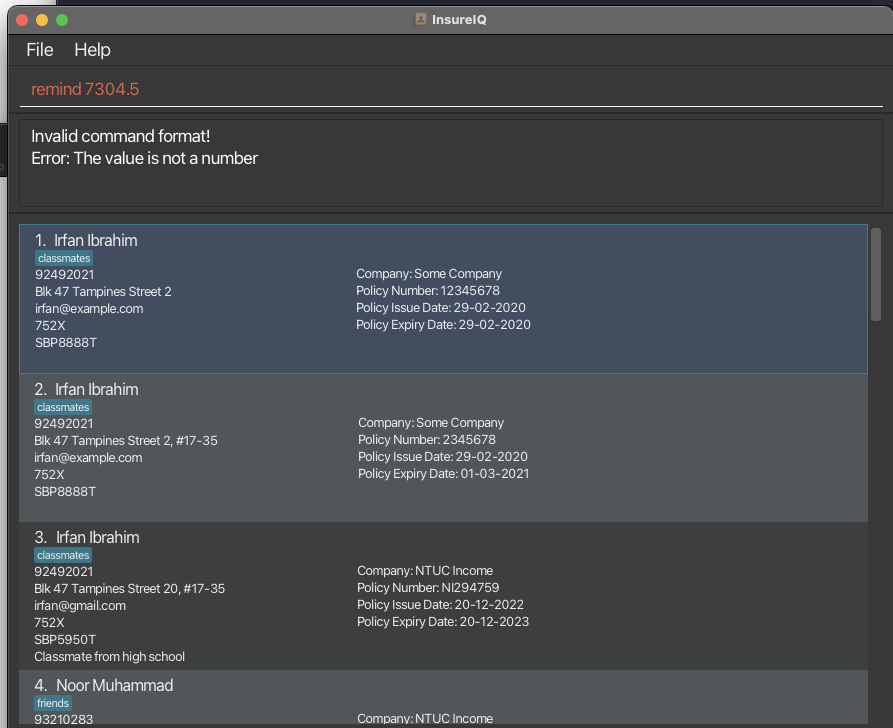 InsureIQ
File Help
remind 7304.5
Invalid command format!
Error: The value is not a number
1. Irfan Ibrahim
classmates
92492021
Blk 47 Tampines Street 2
irfan@example.com
752X
SBP8888T
Company: Some Company
Policy Number: 12345678
Policy Issue Date: 29-02-2020
Policy Expiry Date: 29-02-2020
2. Irfan Ibrahim
classmates
92492021
Blk 47 Tampines Street 2, #17-35
irfan@example.com
752X
SBP8888T
Company: Some Company
Policy Number: 2345678
Policy Issue Date: 29-02-2020
Policy Expiry Date: 01-03-2021
3. Irfan Ibrahim
classmates
92492021
Blk 47 Tampines Street 20, #17-35
irfan@gmail.com
752X
SBP5950T
Classmate from high school
Company: NTUC Income
Policy Number: NI294759
Policy Issue Date: 20-12-2022
Policy Expiry Date: 20-12-2023
4. Noor Muhammad
friends
93210283
Company: NTUC Income